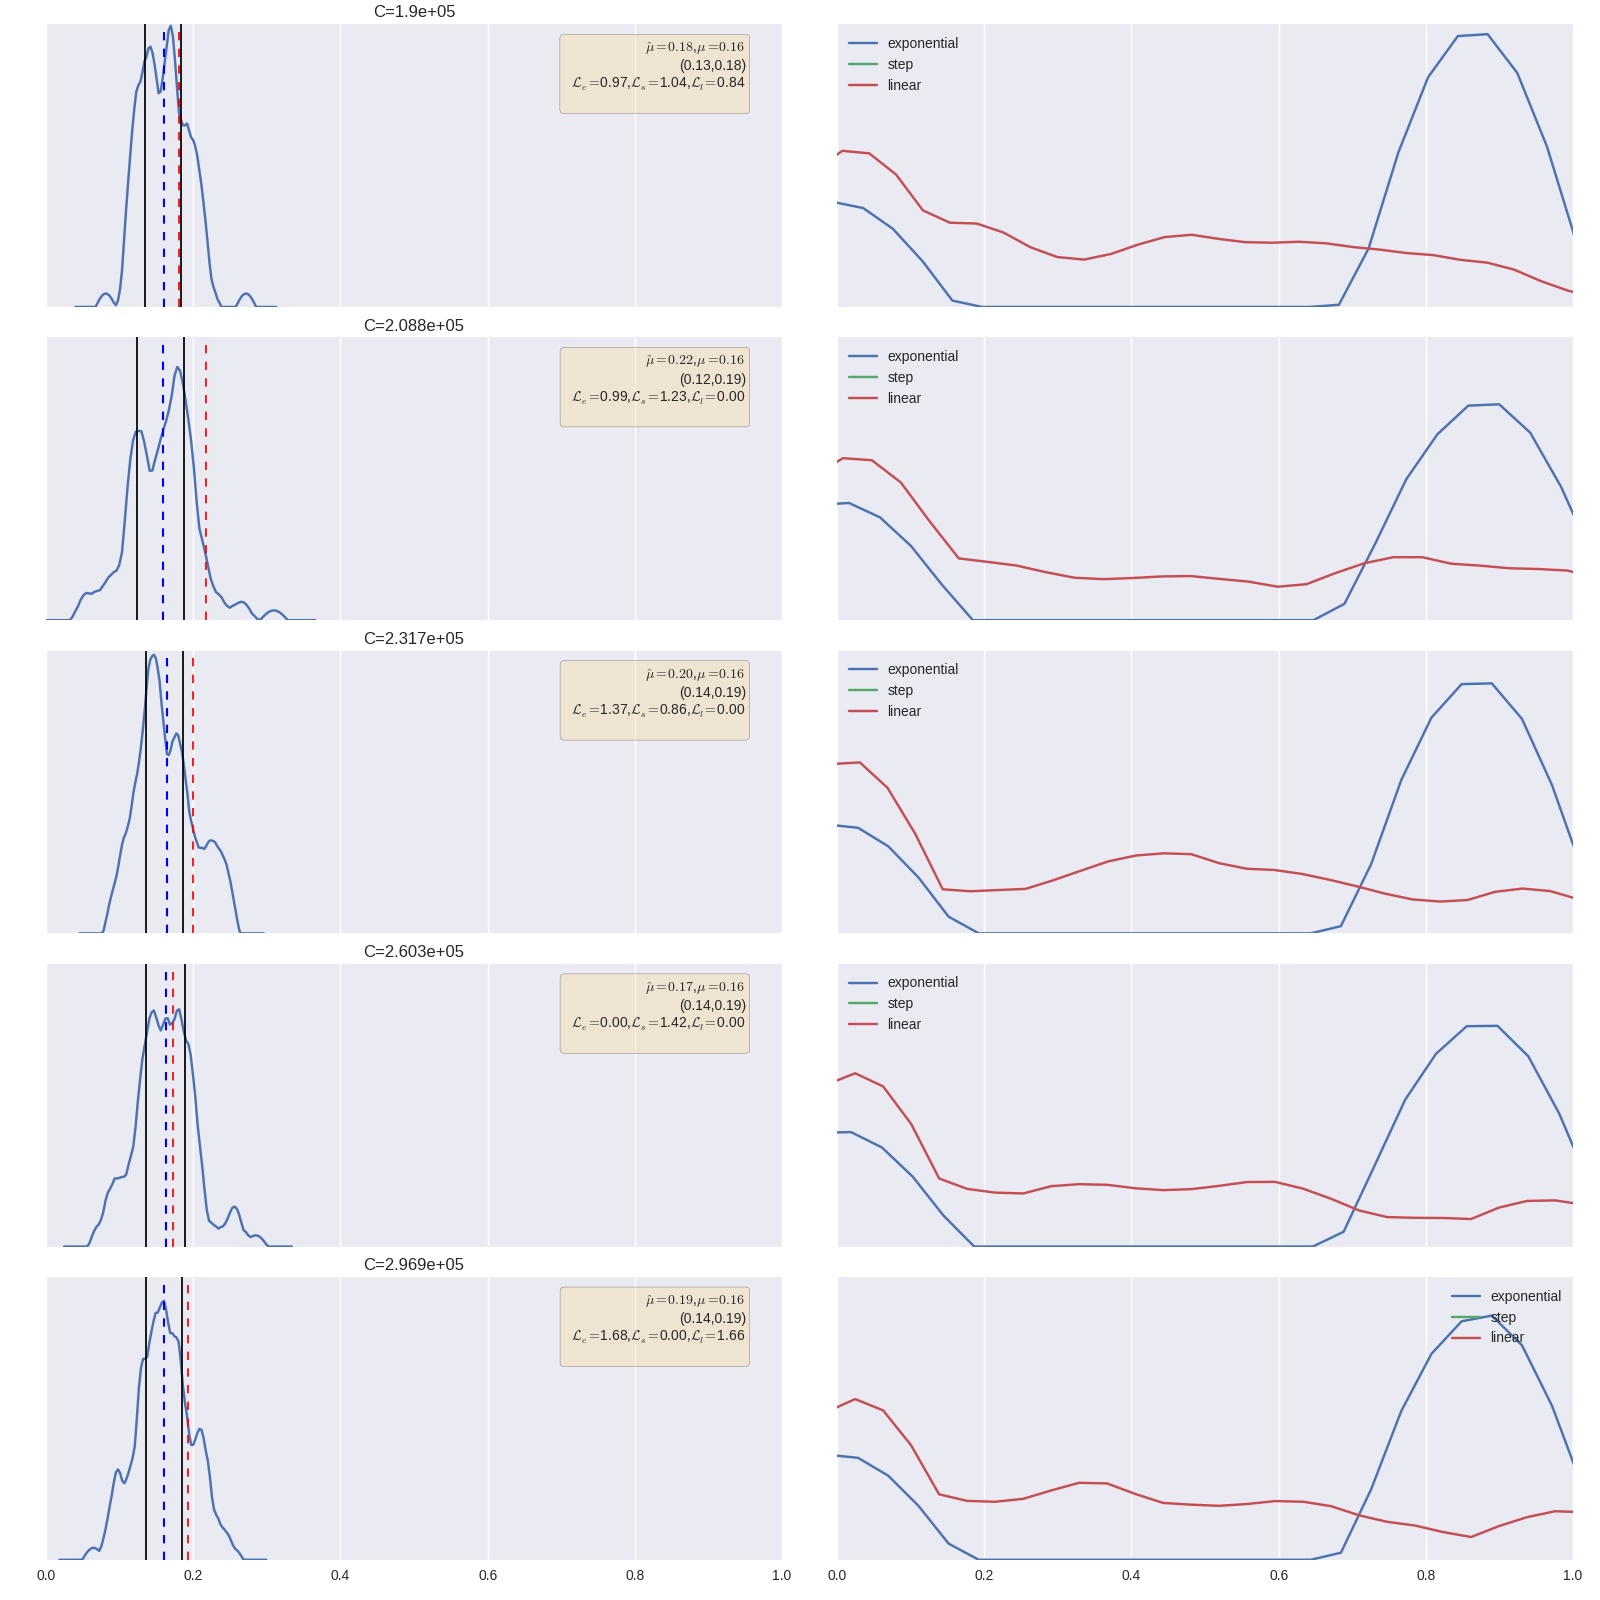 C=1.9e+05
μ̂=0.18,μ=0.16
(0.13,0.18)
ℒₑ=0.97,ℒₛ=1.04,ℒₗ=0.84
exponential
step
linear
C=2.088e+05
μ̂=0.22,μ=0.16
(0.12,0.19)
ℒₑ=0.99,ℒₛ=1.23,ℒₗ=0.00
exponential
step
linear
C=2.317e+05
μ̂=0.20,μ=0.16
(0.14,0.19)
ℒₑ=1.37,ℒₛ=0.86,ℒₗ=0.00
exponential
step
linear
C=2.603e+05
μ̂=0.17,μ=0.16
(0.14,0.19)
ℒₑ=0.00,ℒₛ=1.42,ℒₗ=0.00
exponential
step
linear
C=2.969e+05
μ̂=0.19,μ=0.16
(0.14,0.19)
ℒₑ=1.68,ℒₛ=0.00,ℒₗ=1.66
exponential
step
linear
0.0 0.2 0.4 0.6 0.8 1.0
0.0 0.2 0.4 0.6 0.8 1.0